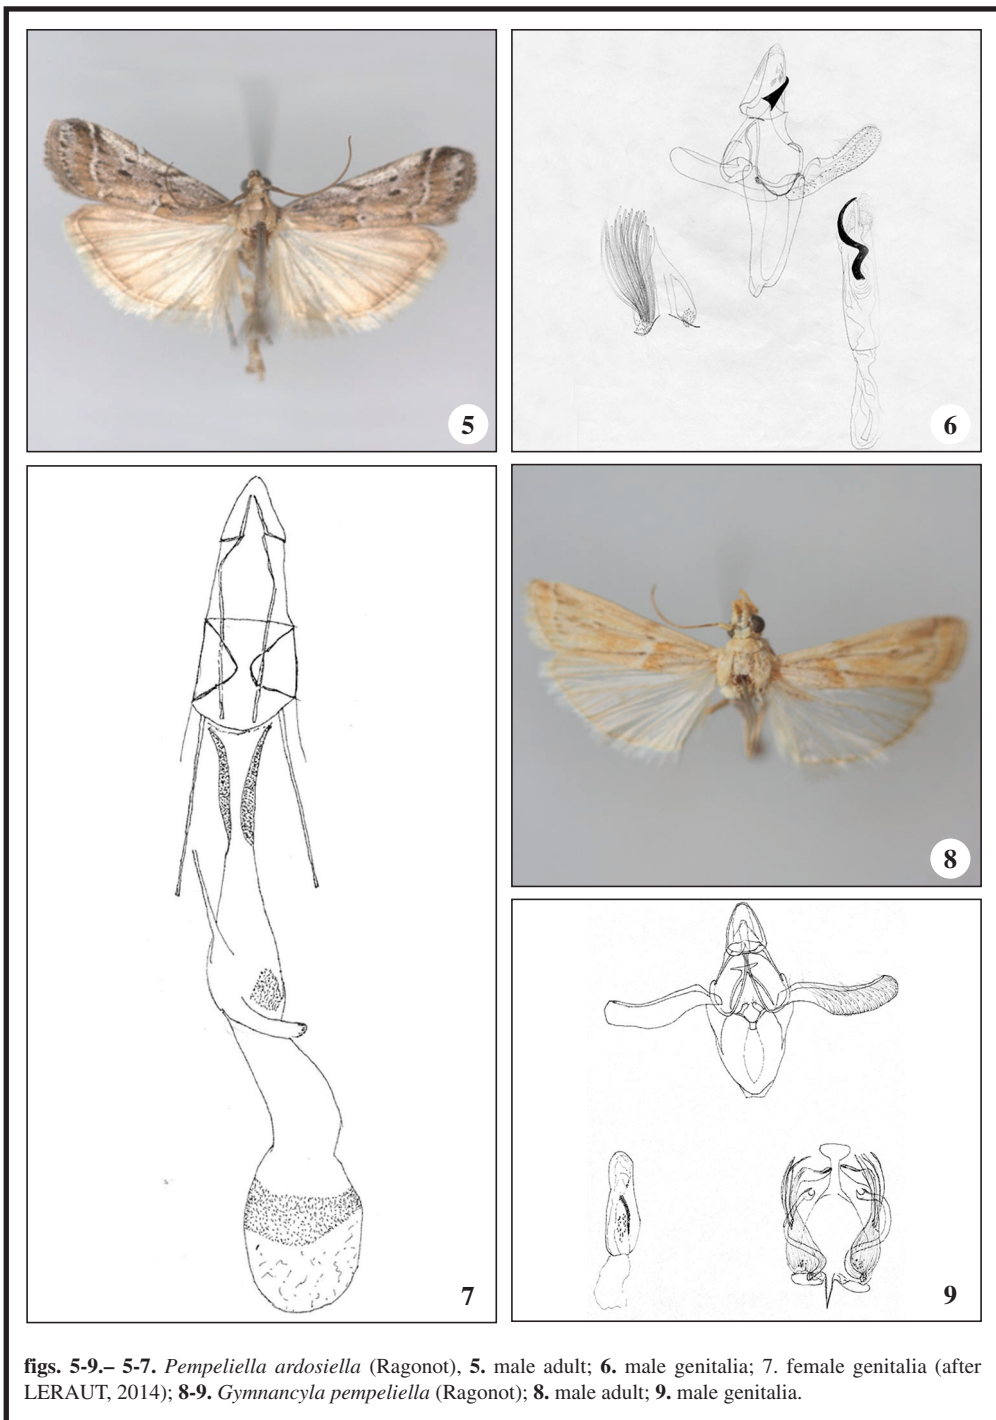 5
6
7
8
9
figs. 5-9.– 5-7. Pempeliella ardosiella (Ragonot), 5. male adult; 6. male genitalia; 7. female genitalia (after
LERAUT, 2014); 8-9. Gymnancyla pempeliella (Ragonot); 8. male adult; 9. male genitalia.